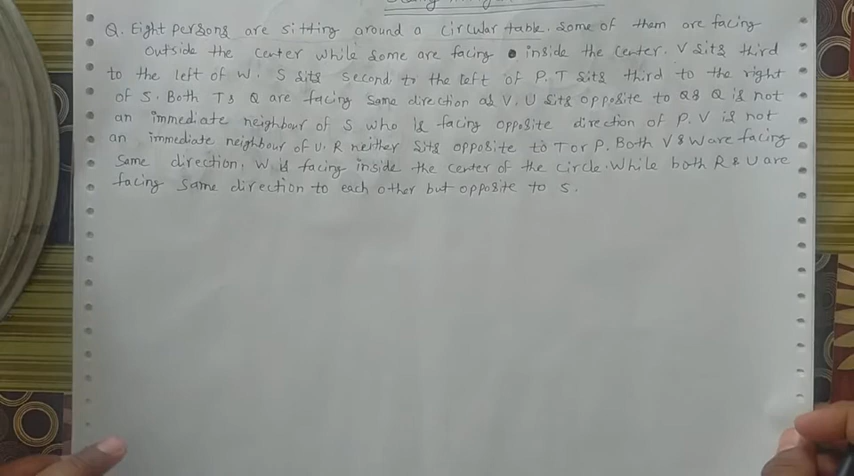 Q. Eight persons are sitting around a circular table. Some of them are facing
outside the center while some are facing inside the center. V sits third
to the left of W. S sits second to the left of P. T sits third to the right
of S. Both T & Q are facing same direction as V. U sits opposite to Q & Q is not
an immediate neighbour of S who is facing opposite direction of P. V is not
an immediate neighbour of U. R neither sits opposite to T or P. Both V & W are facing
same direction, W is facing inside the center of the circle. While both R & U are
facing same direction to each other but opposite to S.